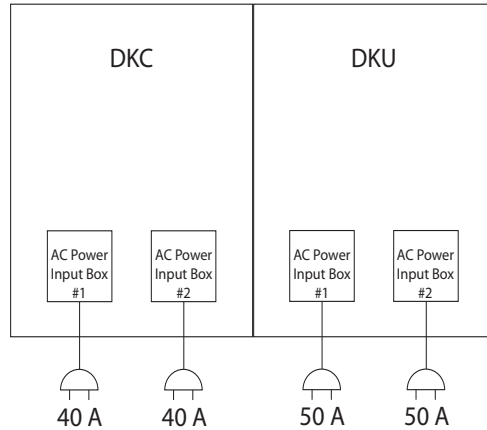 DKC
DKU
AC Power
Input Box
#1
AC Power
Input Box
#2
AC Power
Input Box
#1
AC Power
Input Box
#2
40 A
40 A
50 A
50 A